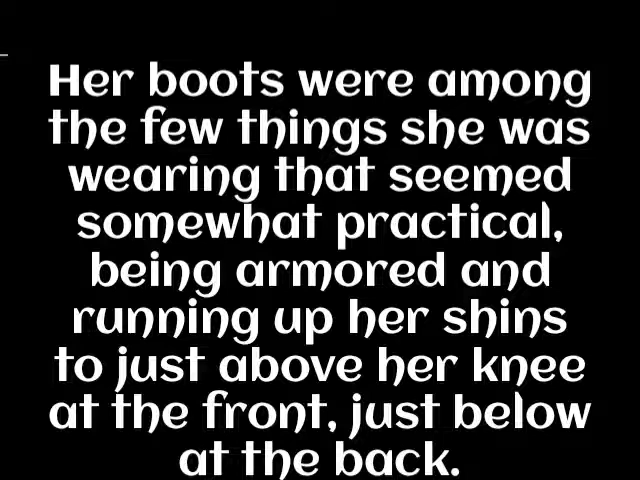 Her boots were among
the few things she was
wearing that seemed
somewhat practical,
being armored and
running up her shins
to just above her knee
at the front, just below
at the back.